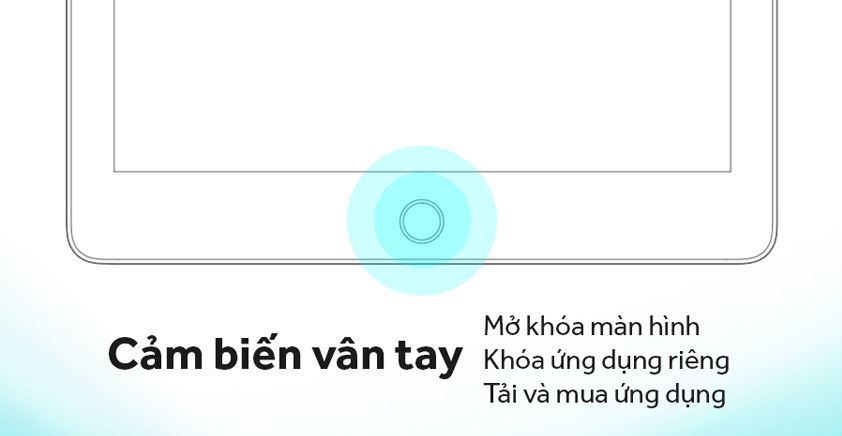 Cảm biến vân tay
Mở khóa màn hình
Khóa ứng dụng riêng
Tải và mua ứng dụng